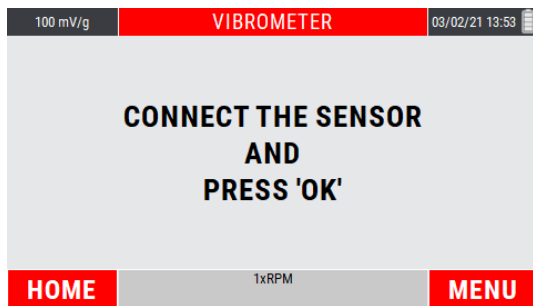 100 mV/g VIBROMETER 03/02/21 13:53
CONNECT THE SENSOR
AND
PRESS 'OK'
HOME 1xRPM MENU